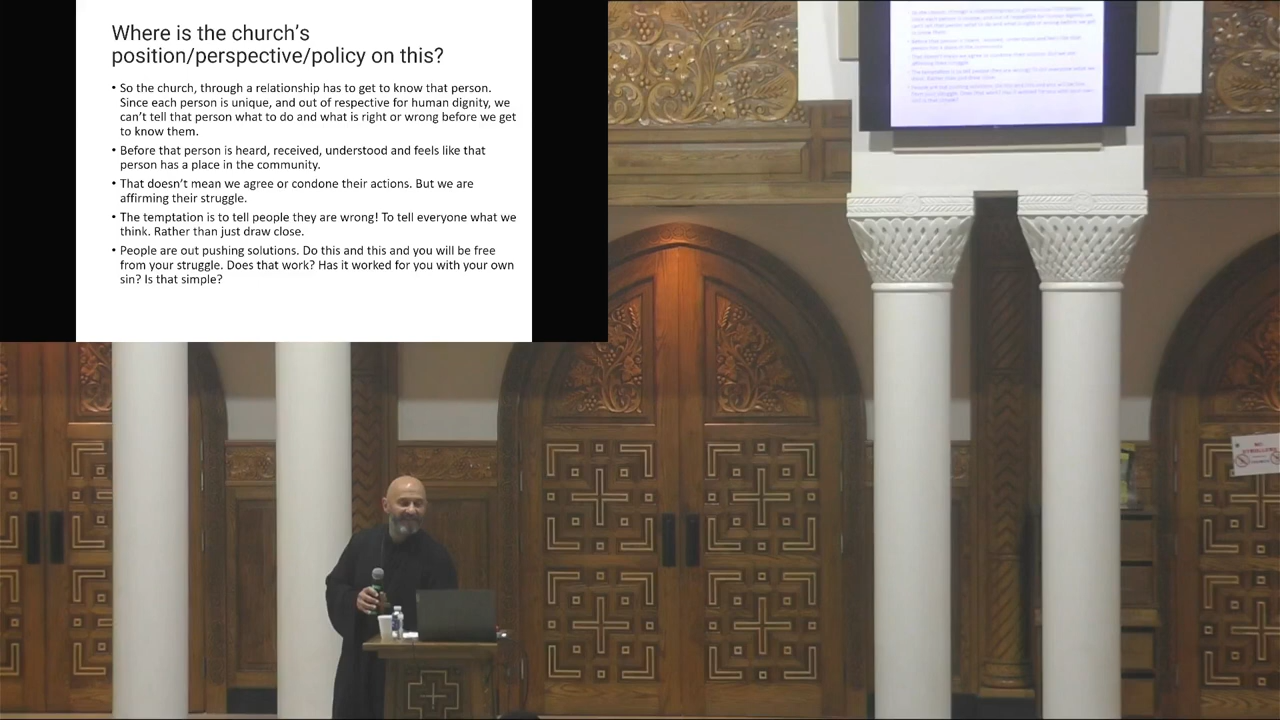 Where is the church's
position/perspective/policy on this?
• So the church, through a relationship has to get to know that person.
Since each person is unique, and out of respective for human dignity, we
can't tell that person what to do and what is right or wrong before we get
to know them.
• Before that person is heard, received, understood and feels like that
person has a place in the community.
• That doesn't mean we agree or condone their actions. But we are
affirming their struggle.
• The temptation is to tell people they are wrong! To tell everyone what we
think. Rather than just draw close.
• People are out pushing solutions. Do this and this and you will be free
from your struggle. Does that work? Has it worked for you with your own
sin? Is that simple?